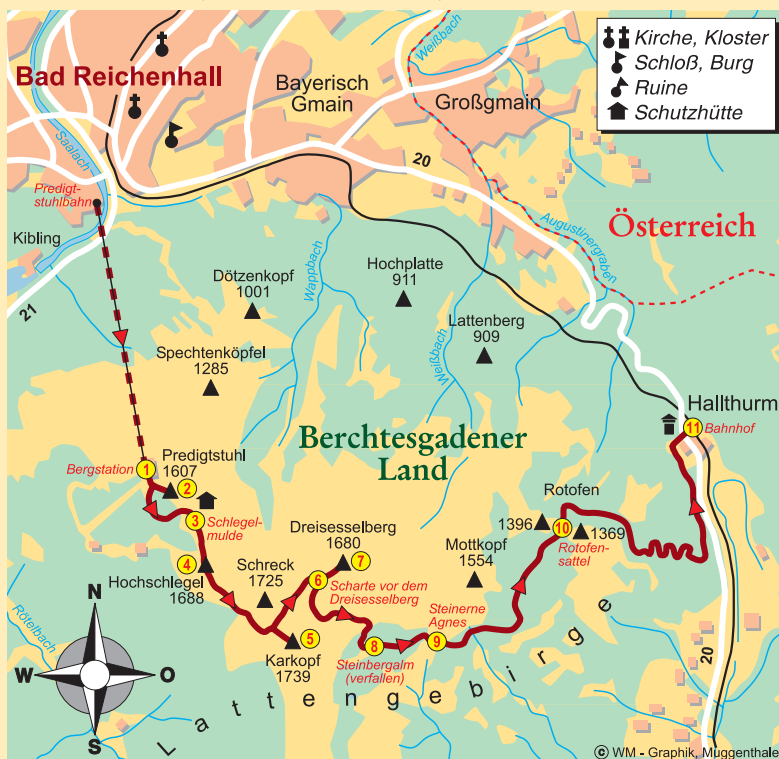 Kirche, Kloster
Schloß, Burg
Ruine
Schutzhütte
Weißbach
Bad Reichenhall
Bayerisch
Gmain
Großgmain
20
Saalach
Predigt-
stuhlbahn
Kibling
21
Augustinergraben
Österreich
Wappbach
Dötzenkopf
1001
Hochplatte
911
Weißbach
Lattenberg
909
Spechtenköpfel
1285
Hallthurm
11
Bahnhof
Berchtesgadener
Land
Bergstation
1
Predigtstuhl
1607
2
3
Schlegel-
mulde
4
Hochschlegel
1688
Schreck
1725
Dreisesselberg
1680
7
6
Scharte vor dem
Dreisesselberg
Mottkopf
1554
Rotofen
1396
10
1369
Rotofen-
sattel
5
Karkopf
1739
8
Steinbergalm
(verfallen)
Steinerne
Agnes
9
Rötelbach
N
W
O
S
Lattengebirge
20
© WM - Graphik, Muggenthaler